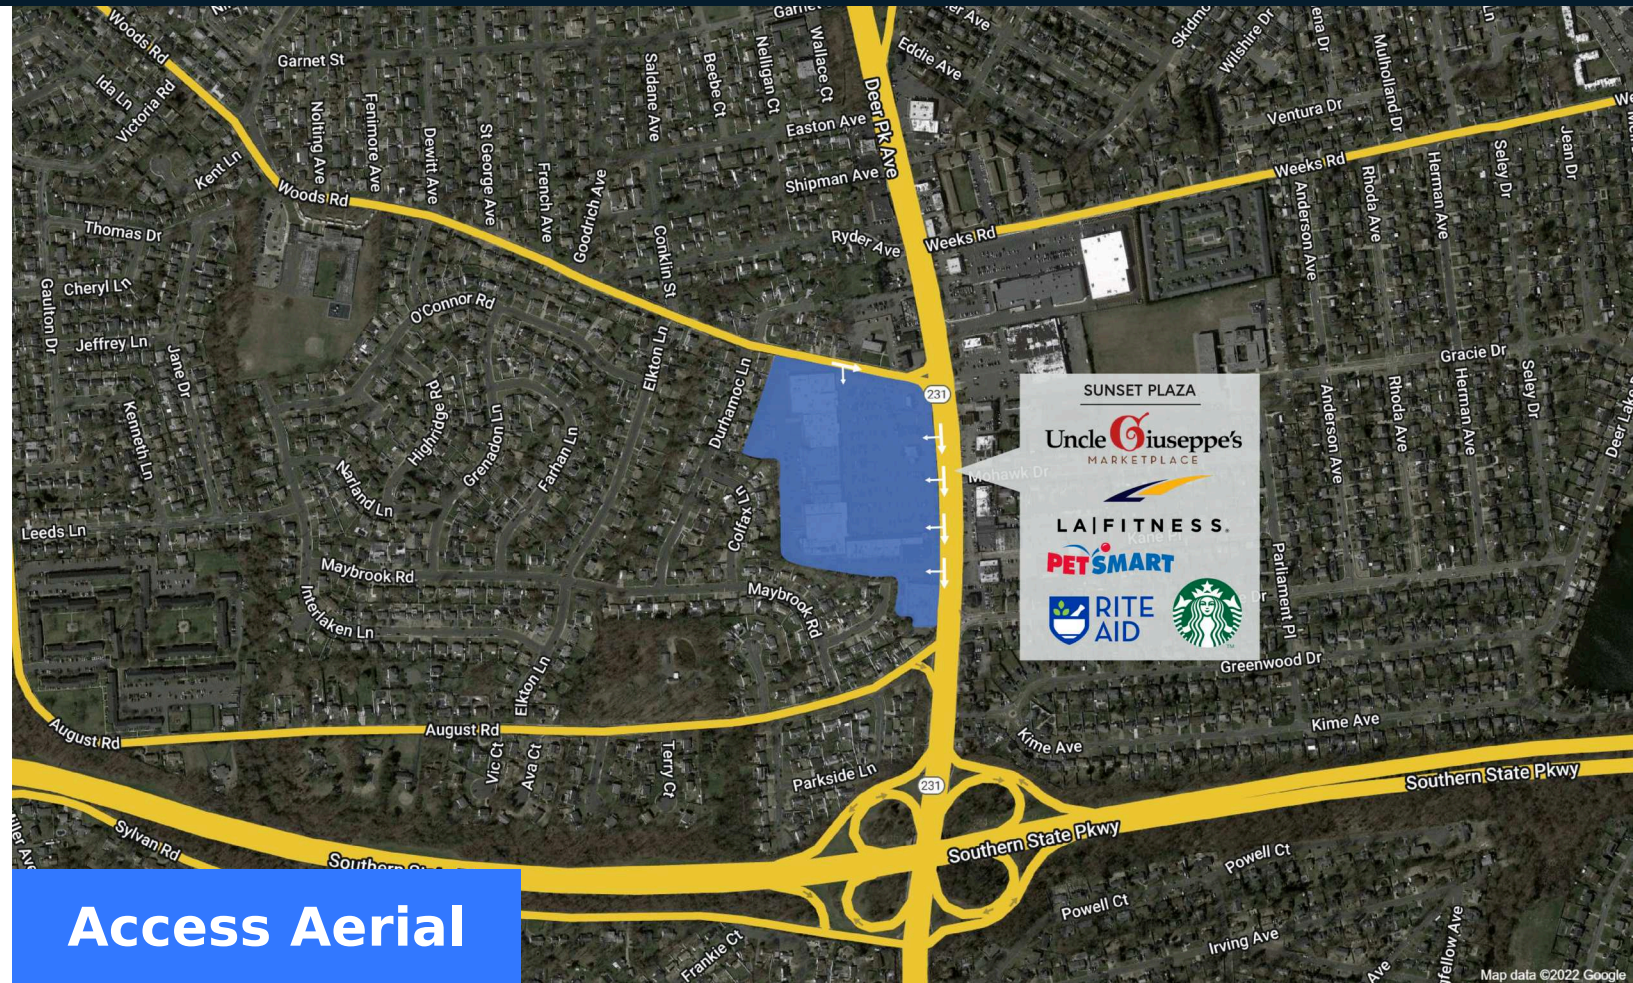 Woods Rd
Garnet St
Ida Ln
Victoria Rd
Nolting Ave
Fenimore Ave
Dewitt Ave
St George Ave
French Ave
Goodrich Ave
Saldane Ave
Beebe Ct
Nelligan Ct
Wallace Ct
Deer Pk Ave
Eddie Ave
Wilshire Dr
Mulholland Dr
Ventura Dr
Easton Ave
Shipman Ave
Ryder Ave
Weeks Rd
Weeks Rd
Kent Ln
Woods Rd
Thomas Dr
Cheryl Ln
Gaulton Dr
Jeffrey Ln
Jane Dr
Kenneth Ln
Conklin St
O'Connor Rd
Elkton Ln
Durhamoc Ln
Highridge Rd
Grenadon Ln
Farhan Ln
Narland Ln
Colfax Ln
Leeds Ln
Maybrook Rd
Interlaken Ln
Maybrook Rd
Elkton Ln
August Rd
August Rd
Vic Ct
Ava Ct
Terry Ct
Parkside Ln
Anderson Ave
Rhoda Ave
Herman Ave
Seley Dr
Jean Dr
Gracie Dr
Anderson Ave
Rhoda Ave
Herman Ave
Seley Dr
231
SUNSET PLAZA
Uncle Giuseppe's
MARKETPLACE
Mohawk Dr
LA|FITNESS.
Kane Pl
PETSMART
RITE
AID
Parliament Pl
Greenwood Dr
Kime Ave
Kime Ave
231
Southern State Pkwy
Southern State Pkwy
Sylvan Rd
Powell Ct
Powell Ct
Irving Ave
Frankie Ct
Access Aerial
Map data ©2022 Google